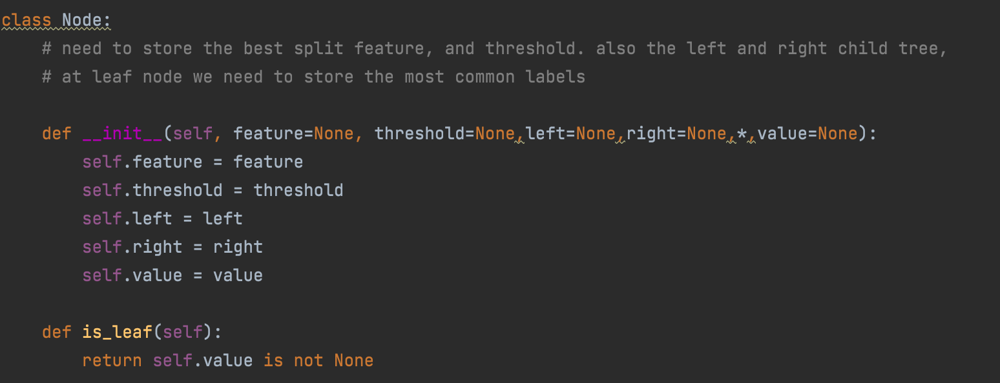 class Node:
    # need to store the best split feature, and threshold. also the left and right child tree,
    # at leaf node we need to store the most common labels
    def __init__(self, feature=None, threshold=None,left=None,right=None,*,value=None):
        self.feature = feature
        self.threshold = threshold
        self.left = left
        self.right = right
        self.value = value
    def is_leaf(self):
        return self.value is not None